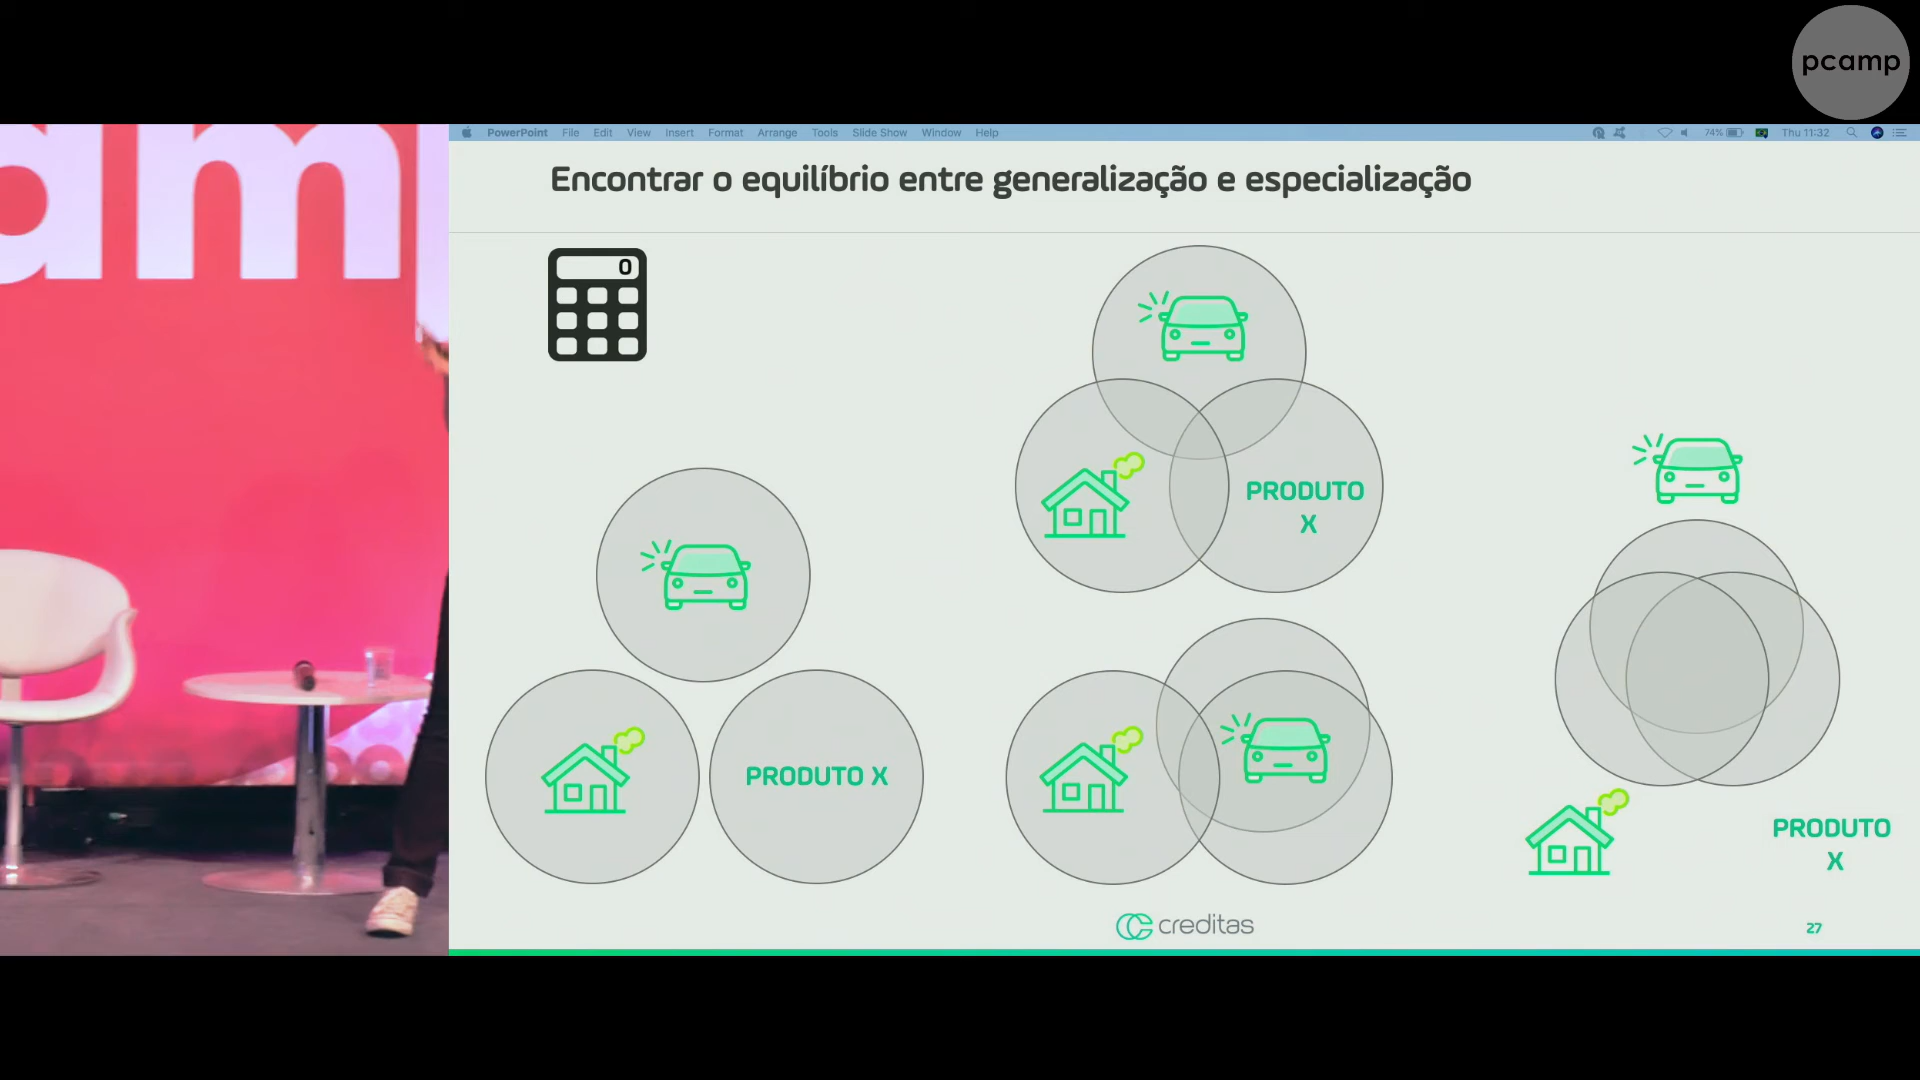 pcamp
am
PowerPoint File Edit View Insert Format Arrange Tools Slide Show Window Help
74% Thu 11:32
Encontrar o equilíbrio entre generalização e especialização
0
PRODUTO
X
PRODUTO X
PRODUTO
X
creditas
27